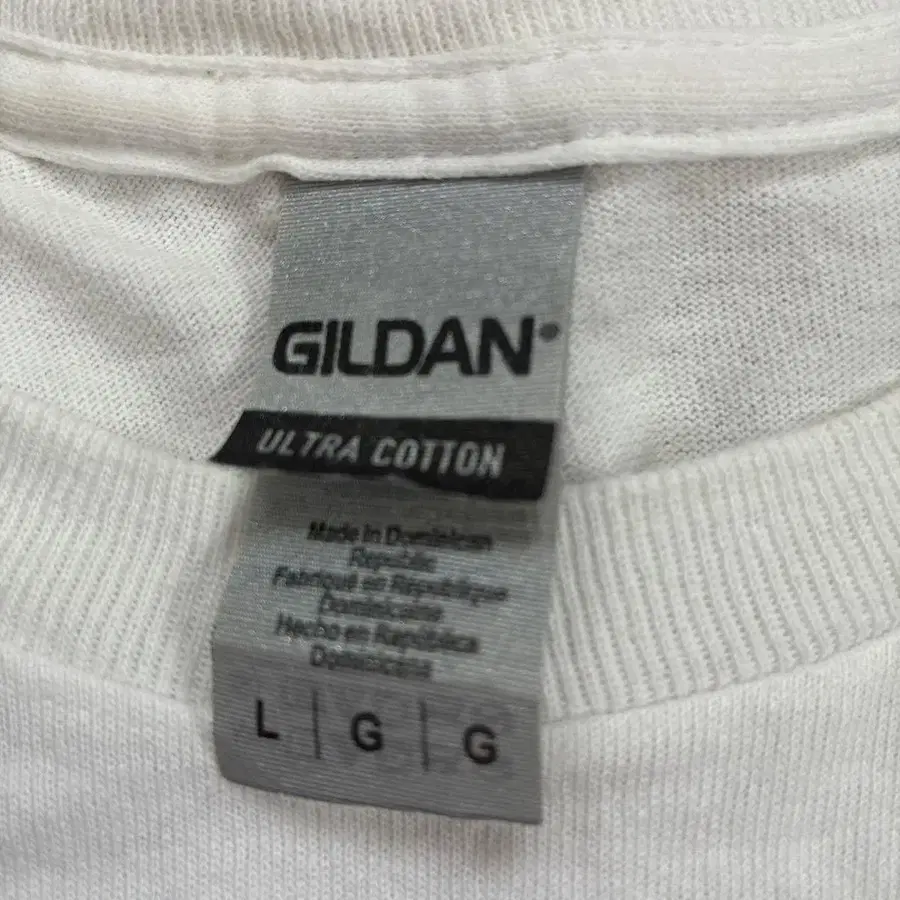 GILDAN®
ULTRA COTTON
Made in Dominican
Republic
Fabriqué en République
Dominicaine
Hecho en República
Dominicana
L | G | G